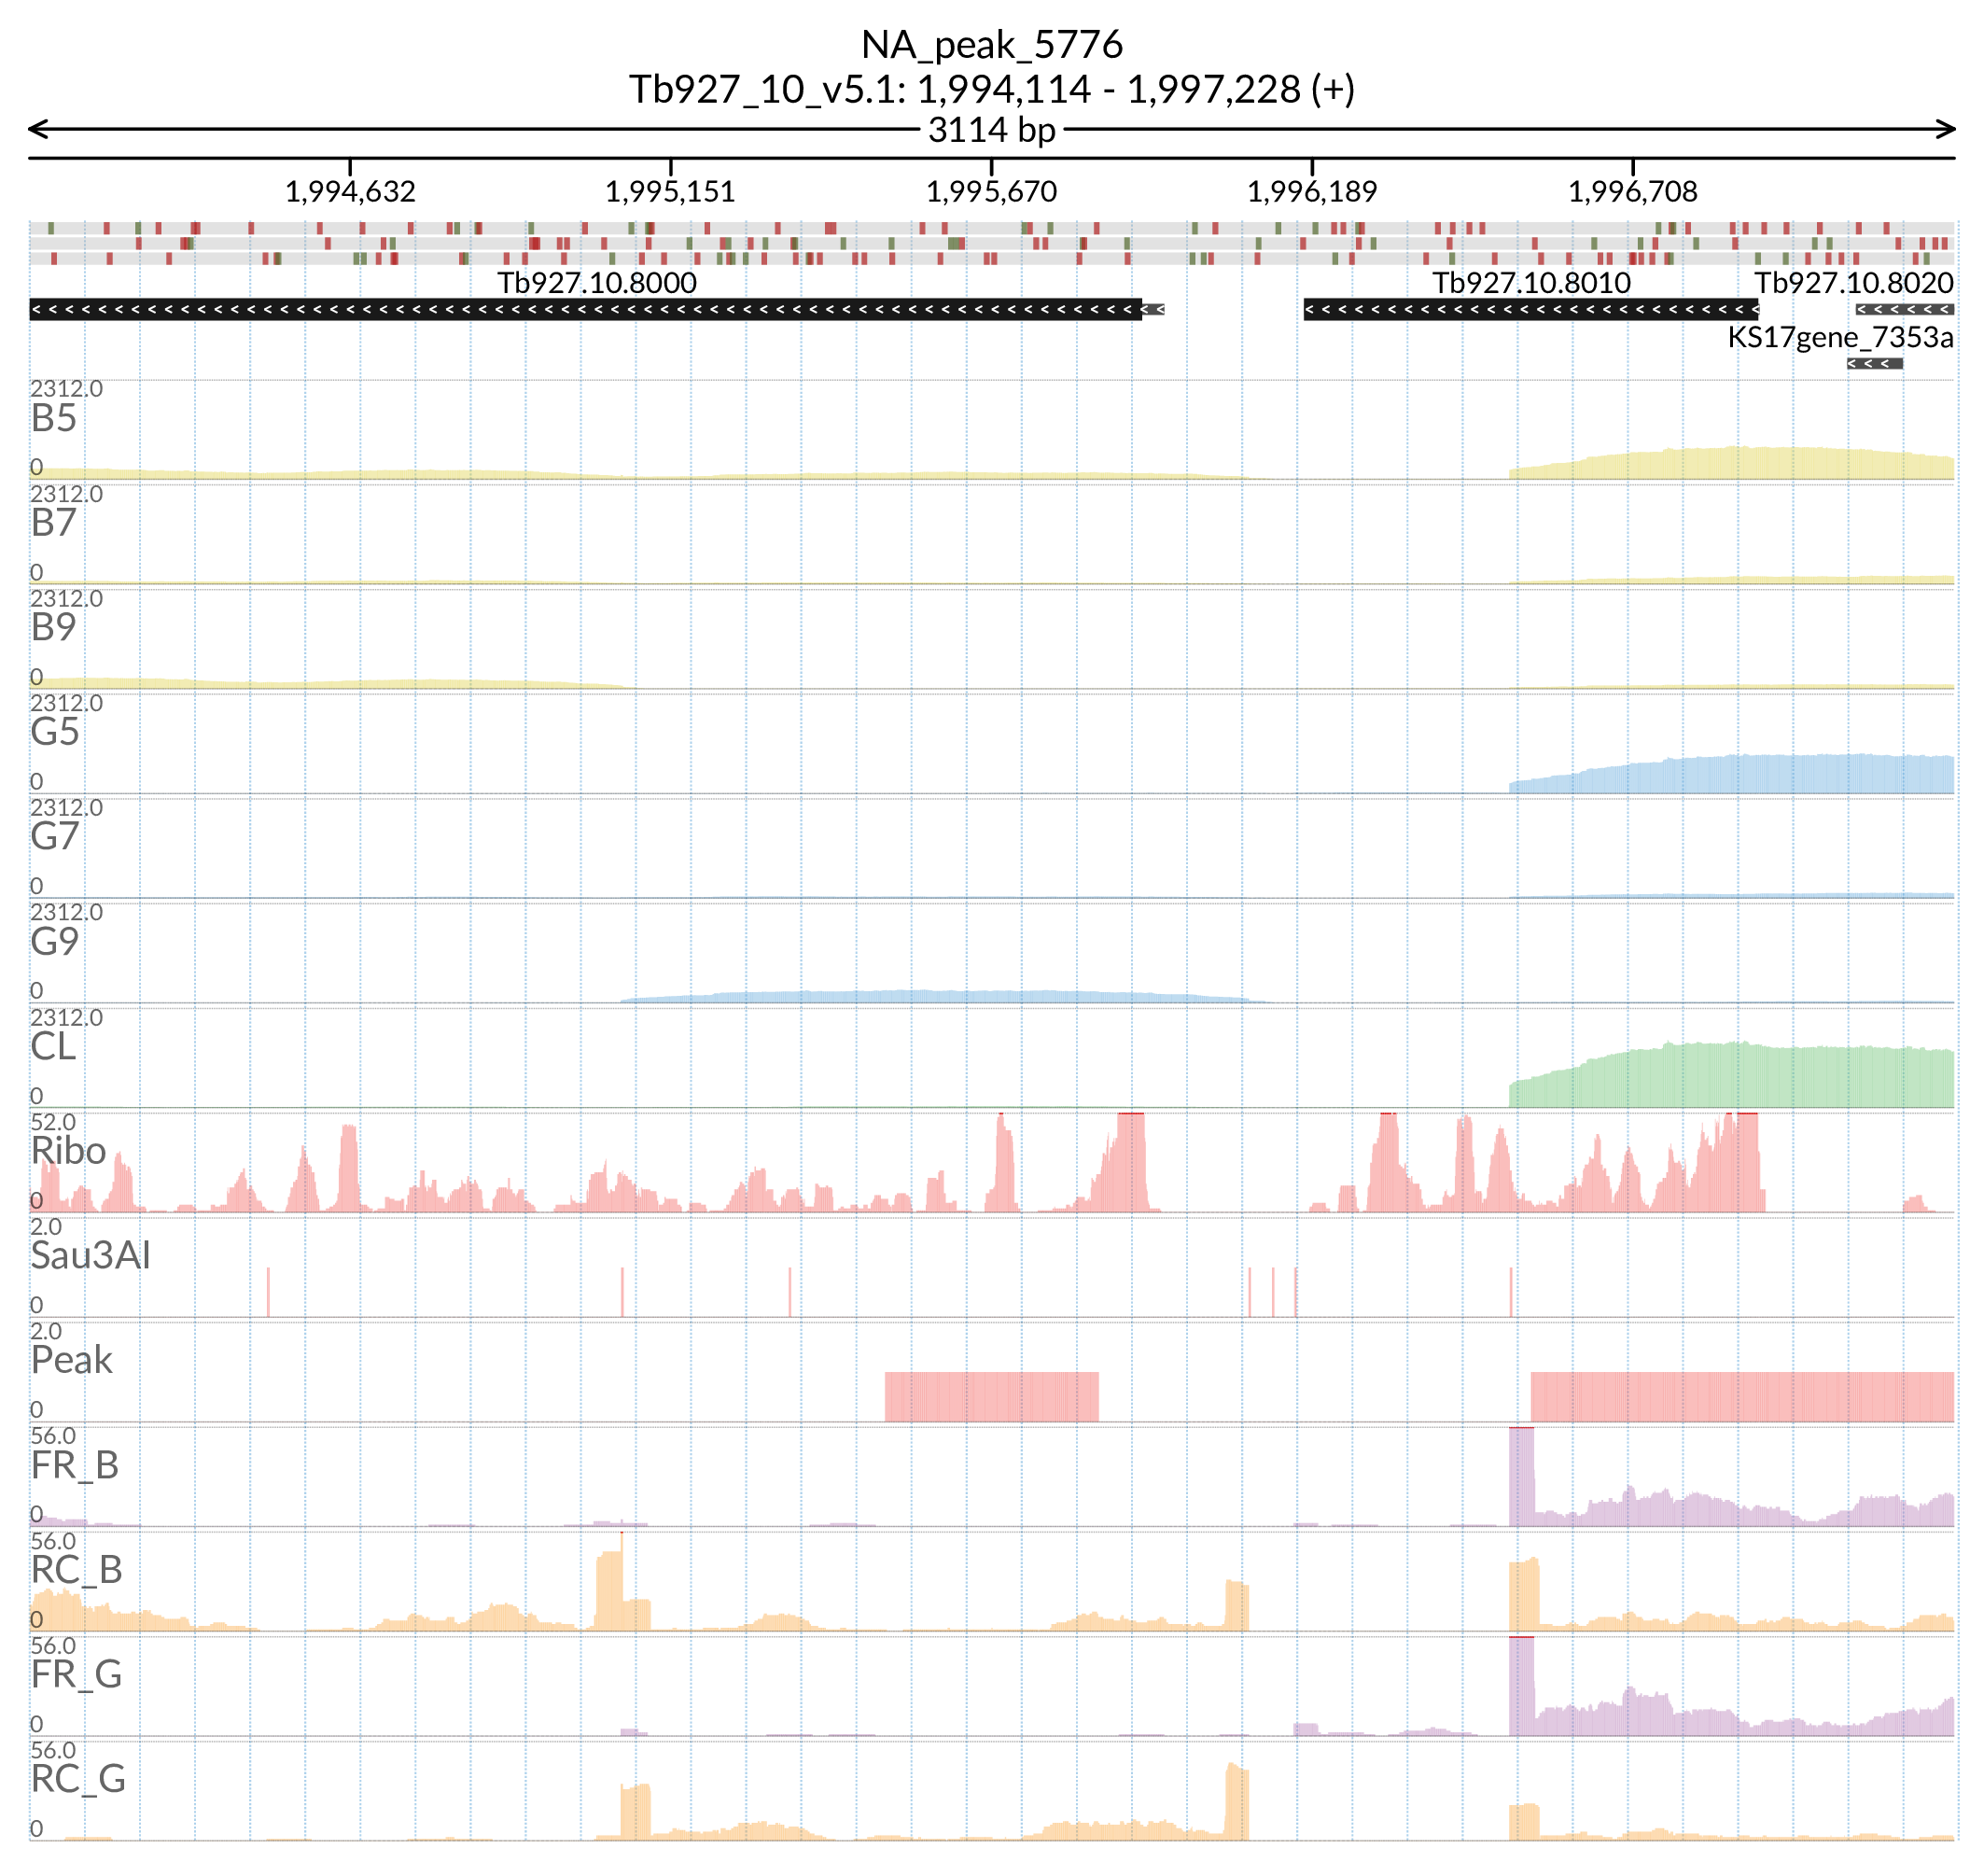 NA_peak_5776
Tb927_10_v5.1: 1,994,114 - 1,997,228 (+)
3114 bp
1,994,632 1,995,151 1,995,670 1,996,189 1,996,708
Tb927.10.8000 Tb927.10.8010 Tb927.10.8020
KS17gene_7353a
2312.0
B5
0
2312.0
B7
0
2312.0
B9
0
2312.0
G5
0
2312.0
G7
0
2312.0
G9
0
2312.0
CL
0
52.0
Ribo
0
2.0
Sau3AI
0
2.0
Peak
0
56.0
FR_B
0
56.0
RC_B
0
56.0
FR_G
0
56.0
RC_G
0